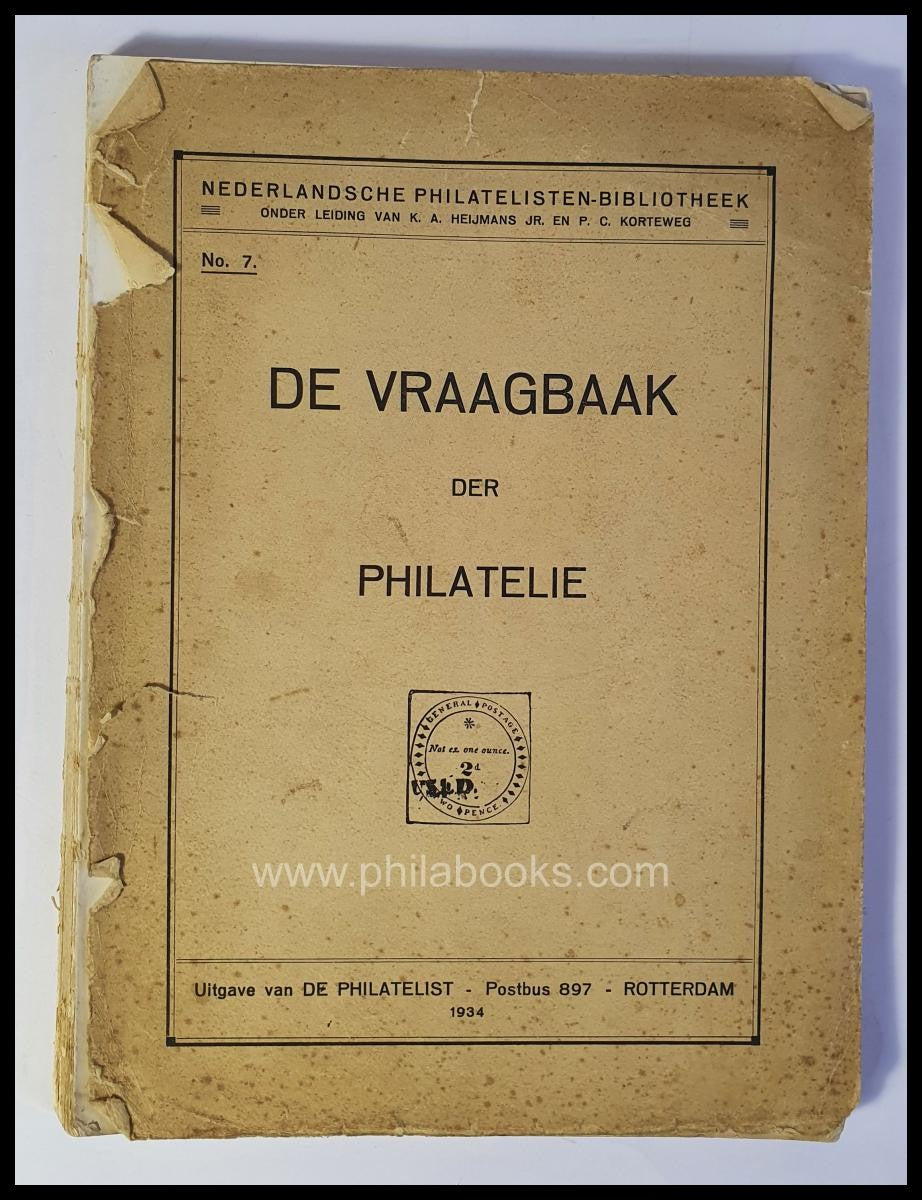 NEDERLANDSCHE PHILATELISTEN-BIBLIOTHEEK
ONDER LEIDING VAN K. A. HEIJMANS JR. EN P. C. KORTEWEG
No. 7.
DE VRAAGBAAK
DER
PHILATELIE
GENERAL POSTAGE
Not ex. one ounce.
2d
PENCE.
www.philabooks.com
Uitgave van DE PHILATELIST - Postbus 897 - ROTTERDAM
1934